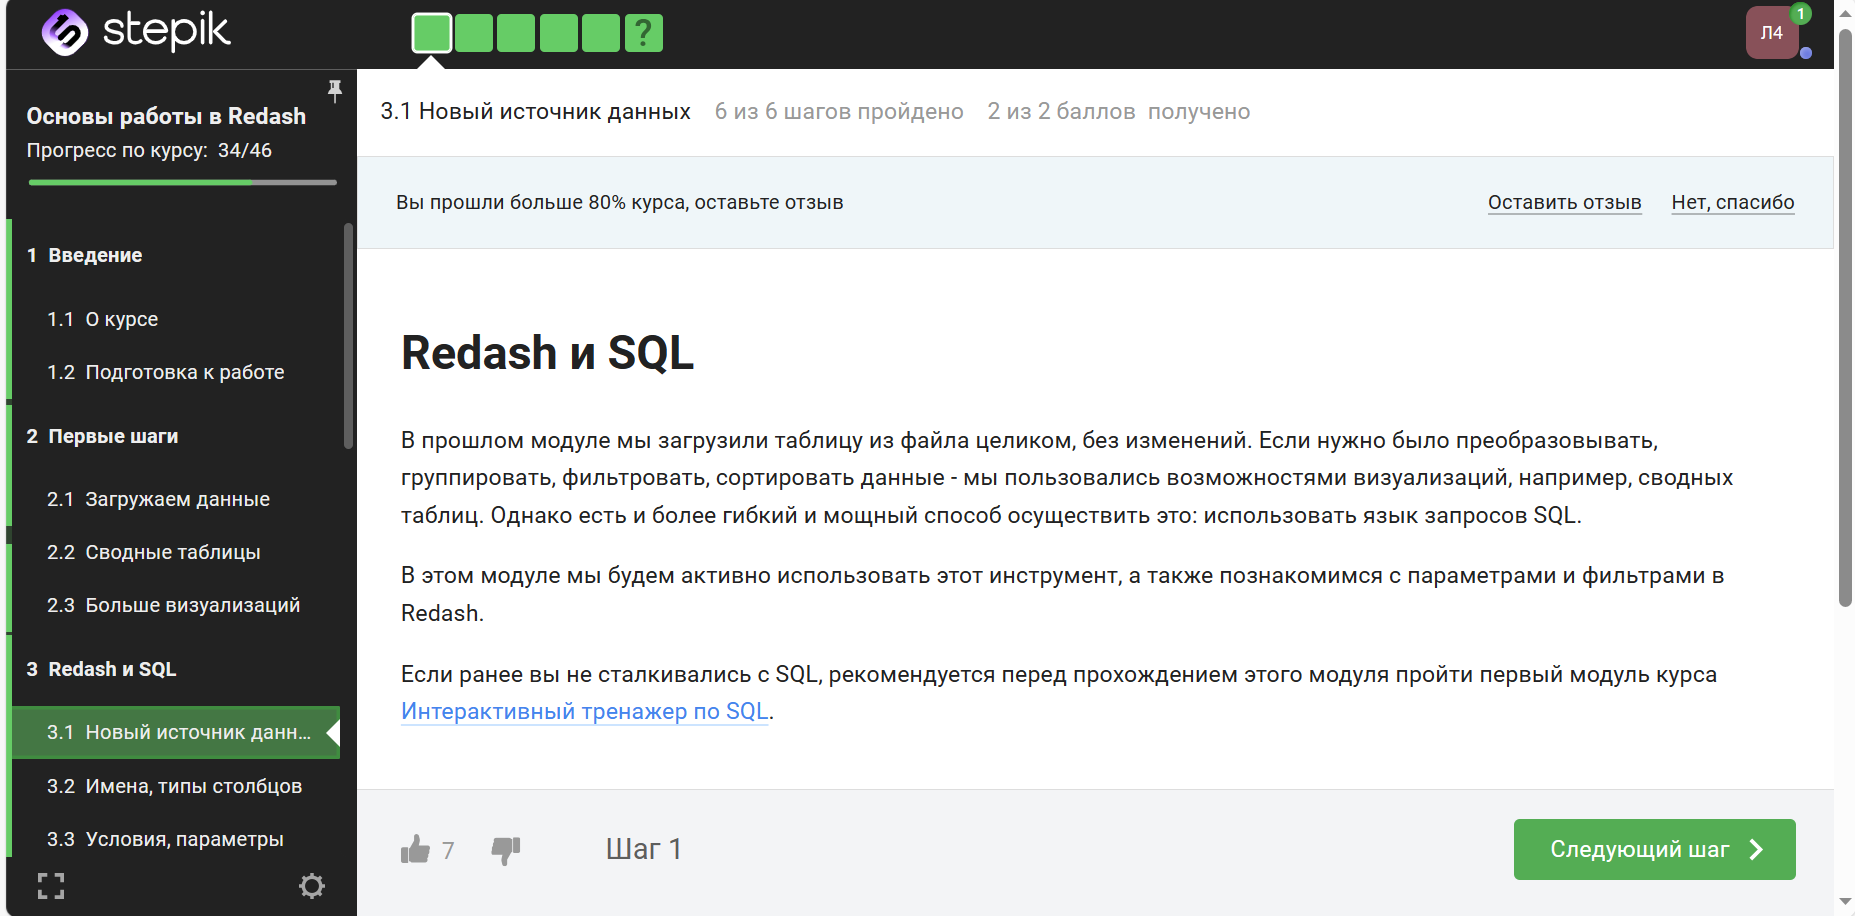 stepik
?
Л4
1
Основы работы в Redash
Прогресс по курсу: 34/46
1 Введение
1.1 О курсе
1.2 Подготовка к работе
2 Первые шаги
2.1 Загружаем данные
2.2 Сводные таблицы
2.3 Больше визуализаций
3 Redash и SQL
3.1 Новый источник данн...
3.2 Имена, типы столбцов
3.3 Условия, параметры
3.1 Новый источник данных 6 из 6 шагов пройдено 2 из 2 баллов получено
Вы прошли больше 80% курса, оставьте отзыв Оставить отзыв Нет, спасибо
Redash и SQL
В прошлом модуле мы загрузили таблицу из файла целиком, без изменений. Если нужно было преобразовывать,
группировать, фильтровать, сортировать данные - мы пользовались возможностями визуализаций, например, сводных
таблиц. Однако есть и более гибкий и мощный способ осуществить это: использовать язык запросов SQL.
В этом модуле мы будем активно использовать этот инструмент, а также познакомимся с параметрами и фильтрами в
Redash.
Если ранее вы не сталкивались с SQL, рекомендуется перед прохождением этого модуля пройти первый модуль курса
Интерактивный тренажер по SQL.
7 Шаг 1 Следующий шаг